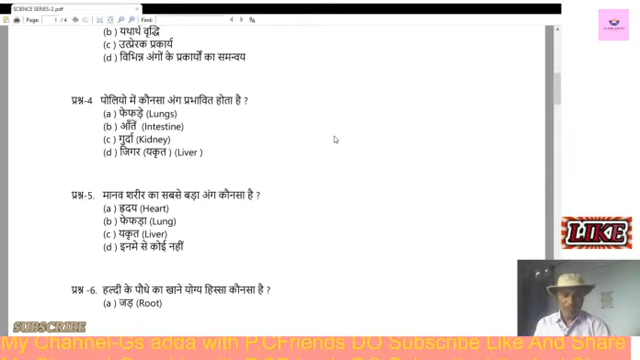 SCIENCE SERIES-2.pdf
Page: 1 / 4 Find:
(b ) यथार्थ वृद्धि
(c ) उत्प्रेरक प्रकार्य
(d ) विभिन्न अंगों के प्रकार्यों का समन्वय
प्रश्न-4 पोलियो में कौनसा अंग प्रभावित होता है ?
(a ) फेफड़े (Lungs)
(b ) आँतें (Intestine)
(c ) गुर्दा (Kidney)
(d ) जिगर (यकृत ) (Liver )
प्रश्न-5. मानव शरीर का सबसे बड़ा अंग कौनसा है ?
(a ) ह्रदय (Heart)
(b ) फेफड़ा (Lung)
(c ) यकृत (Liver)
(d ) इनमे से कोई नहीं
LIKE
प्रश्न -6. हल्दी के पौधे का खाने योग्य हिस्सा कौनसा है ?
(a ) जड़ (Root)
SUBSCRIBE
My Channel-Gs adda with P.CFriends DO Subscribe Like And Share